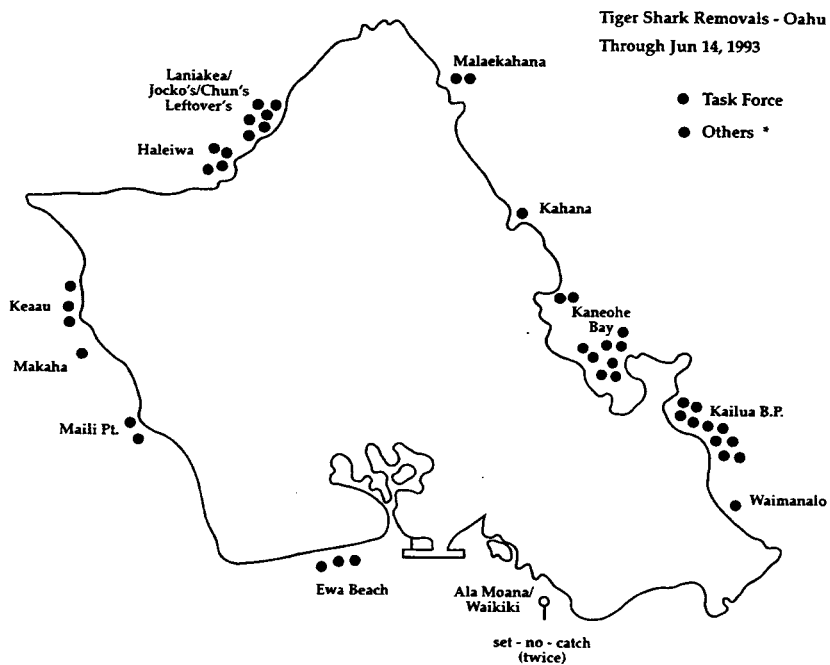 Tiger Shark Removals - Oahu
Through Jun 14, 1993
Task Force
Others *
Malaekahana
Laniakea/
Jocko's/Chun's
Leftover's
Haleiwa
Kahana
Keaau
Kaneohe
Bay
Makaha
Maili Pt.
Kailua B.P.
Waimanalo
Ewa Beach
Ala Moana/
Waikiki
set - no - catch
(twice)